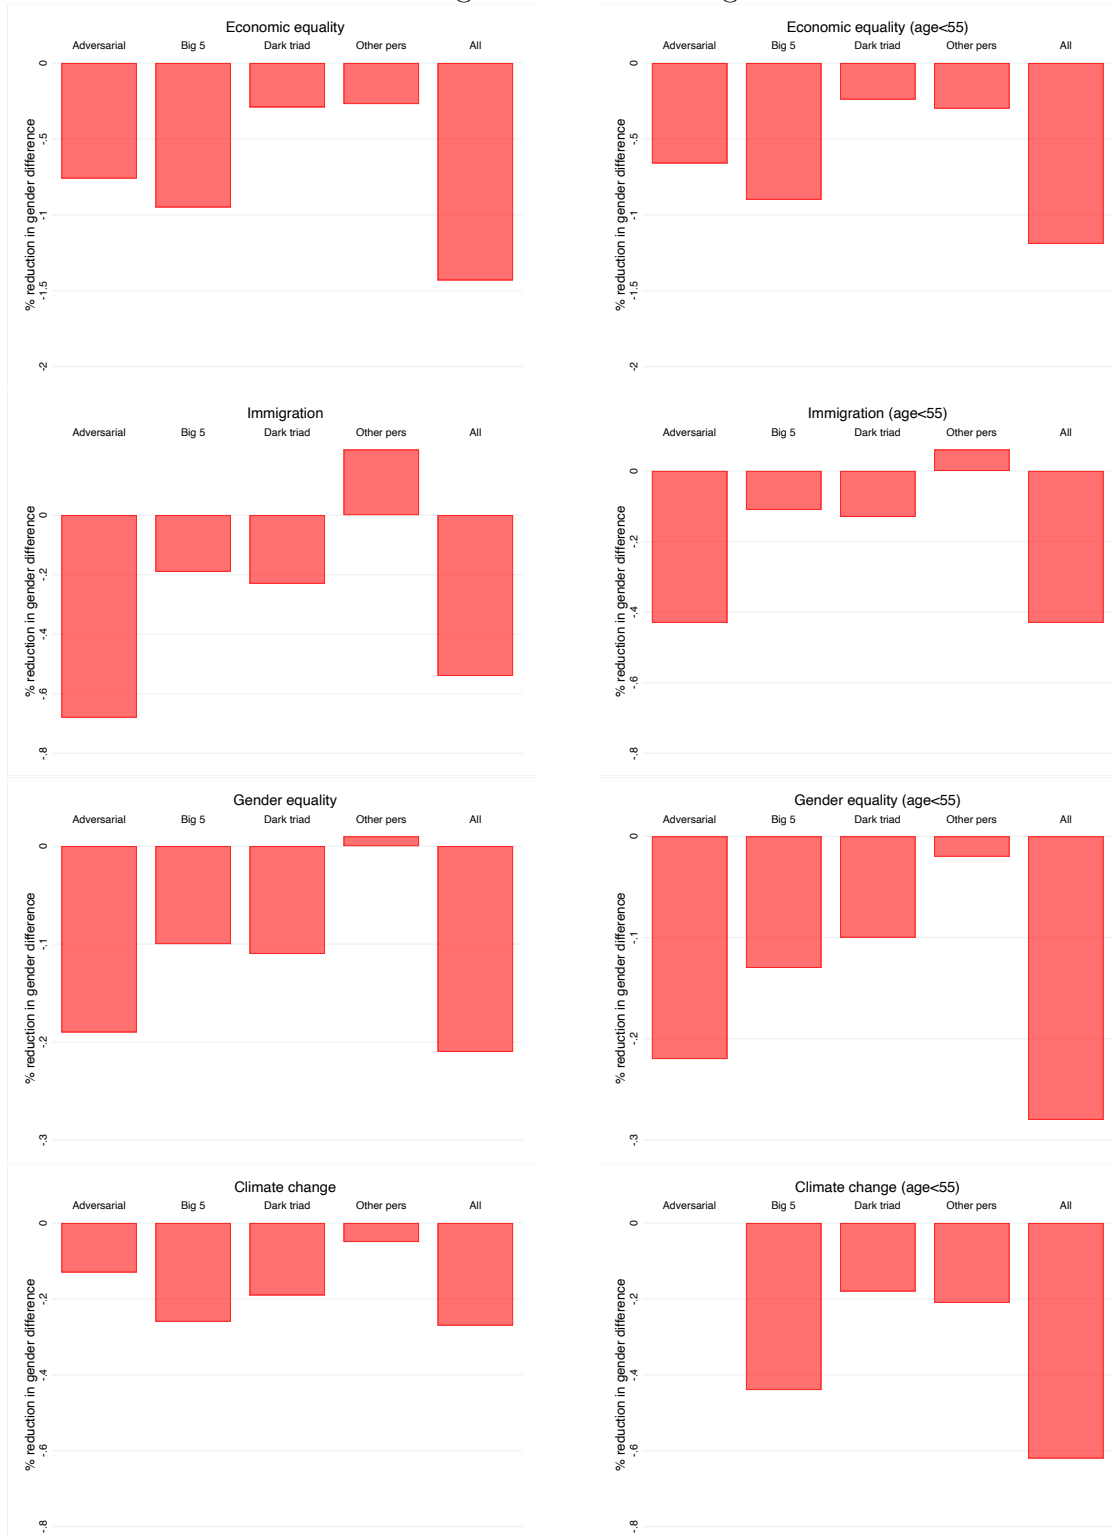 Economic equality
Adversarial Big 5 Dark triad Other pers All
% reduction in gender difference
0
-.5
-1
-1.5
-2
Economic equality (age<55)
Adversarial Big 5 Dark triad Other pers All
% reduction in gender difference
0
-.5
-1
-1.5
-2
Immigration
Adversarial Big 5 Dark triad Other pers All
% reduction in gender difference
0
-.2
-.4
-.6
-.8
Immigration (age<55)
Adversarial Big 5 Dark triad Other pers All
% reduction in gender difference
0
-.2
-.4
-.6
-.8
Gender equality
Adversarial Big 5 Dark triad Other pers All
% reduction in gender difference
0
-.1
-.2
-.3
Gender equality (age<55)
Adversarial Big 5 Dark triad Other pers All
% reduction in gender difference
0
-.1
-.2
-.3
Climate change
Adversarial Big 5 Dark triad Other pers All
% reduction in gender difference
0
-.2
-.4
-.6
-.8
Climate change (age<55)
Adversarial Big 5 Dark triad Other pers All
% reduction in gender difference
0
-.2
-.4
-.6
-.8